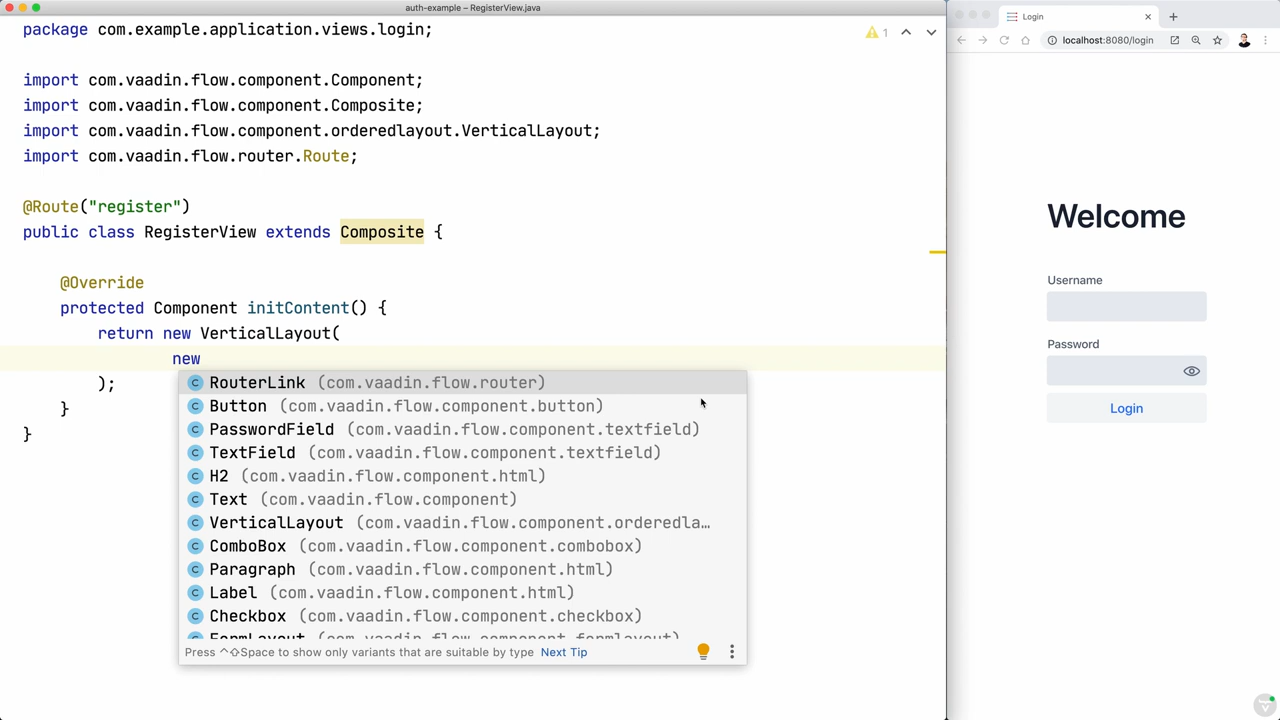 auth-example – RegisterView.java
package com.example.application.views.login;
1
import com.vaadin.flow.component.Component;
import com.vaadin.flow.component.Composite;
import com.vaadin.flow.component.orderedlayout.VerticalLayout;
import com.vaadin.flow.router.Route;
@Route("register")
public class RegisterView extends Composite {
@Override
protected Component initContent() {
return new VerticalLayout(
new
);
}
}
RouterLink (com.vaadin.flow.router)
Button (com.vaadin.flow.component.button)
PasswordField (com.vaadin.flow.component.textfield)
TextField (com.vaadin.flow.component.textfield)
H2 (com.vaadin.flow.component.html)
Text (com.vaadin.flow.component)
VerticalLayout (com.vaadin.flow.component.orderedla…
ComboBox (com.vaadin.flow.component.combobox)
Paragraph (com.vaadin.flow.component.html)
Label (com.vaadin.flow.component.html)
Checkbox (com.vaadin.flow.component.checkbox)
FormLayout (com.vaadin.flow.component.formlayout)
Press ^⇧Space to show only variants that are suitable by type Next Tip
Login
localhost:8080/login
Welcome
Username
Password
Login